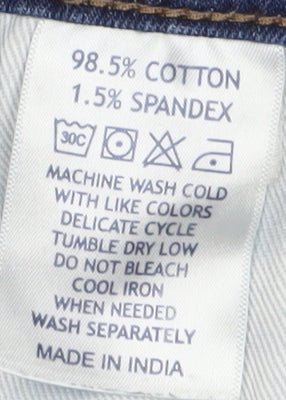 98.5% COTTON
1.5% SPANDEX
30C
MACHINE WASH COLD
WITH LIKE COLORS
DELICATE CYCLE
TUMBLE DRY LOW
DO NOT BLEACH
COOL IRON
WHEN NEEDED
WASH SEPARATELY
MADE IN INDIA